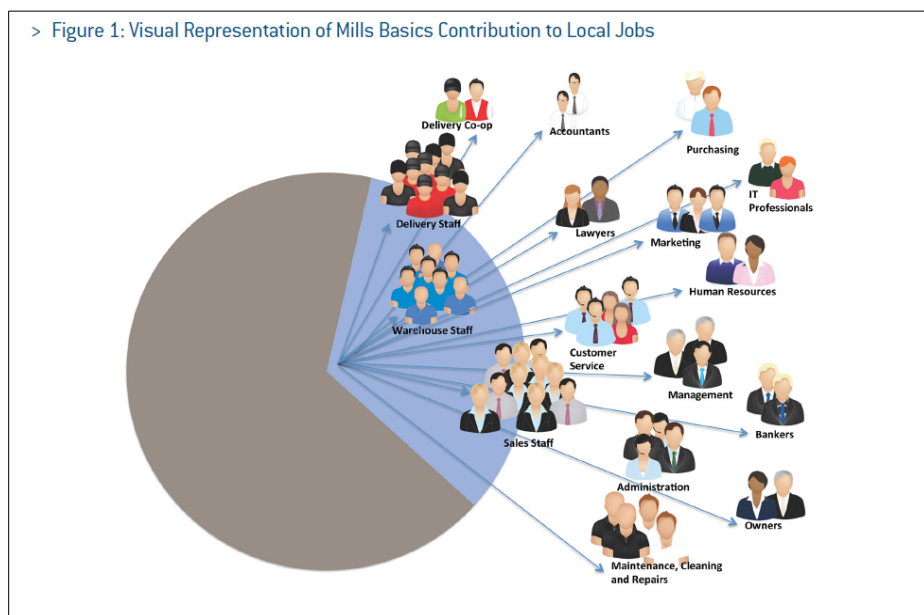 > Figure 1: Visual Representation of Mills Basics Contribution to Local Jobs
Delivery Co-op
Accountants
Purchasing
IT
Professionals
Delivery Staff
Lawyers
Marketing
Human Resources
Warehouse Staff
Customer
Service
Management
Bankers
Sales Staff
Administration
Owners
Maintenance, Cleaning
and Repairs